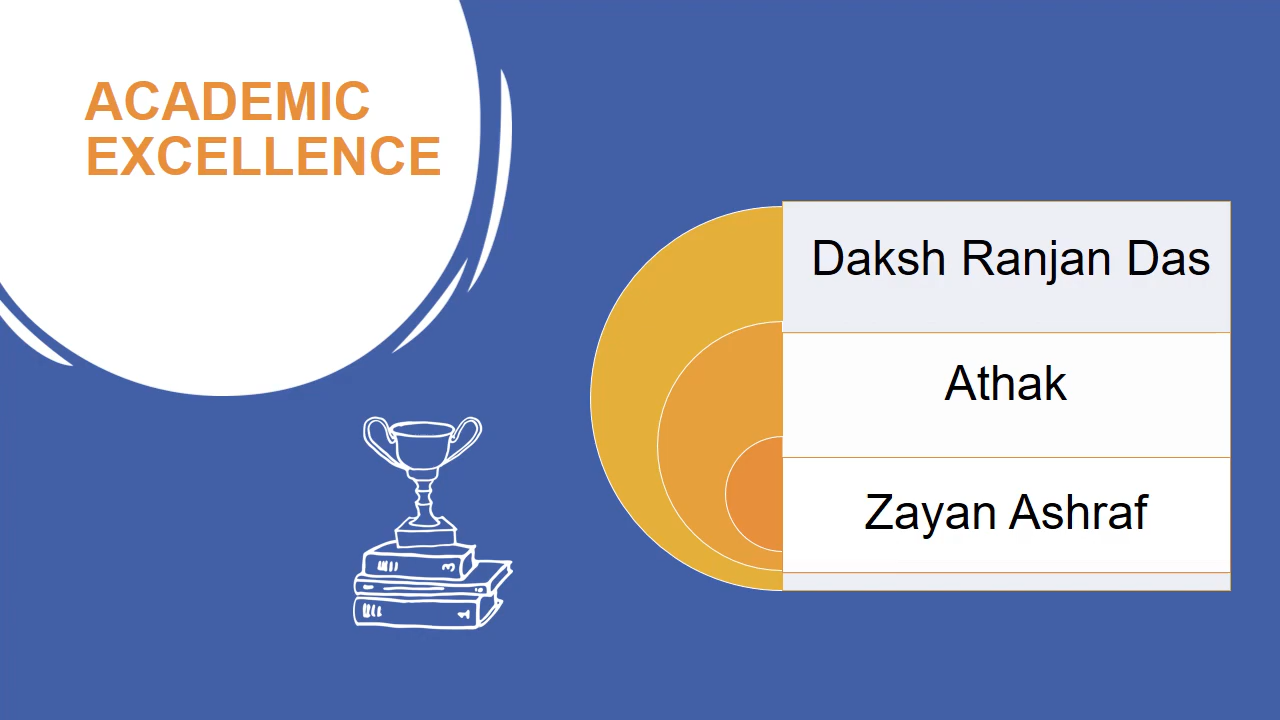 ACADEMIC
EXCELLENCE
Daksh Ranjan Das
Athak
Zayan Ashraf